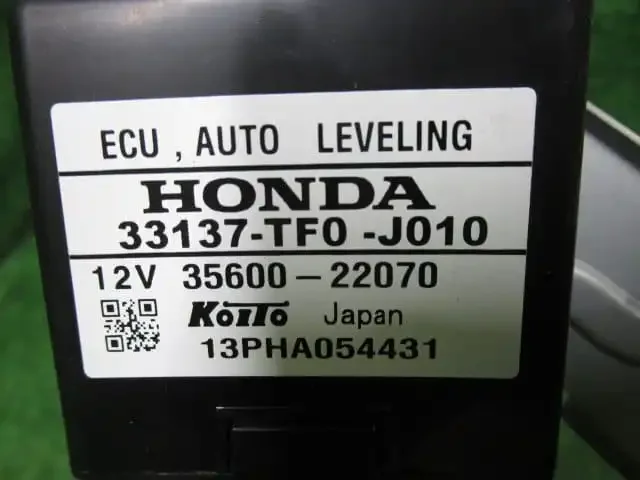 ECU , AUTO LEVELING
HONDA
33137-TF0 -J010
12V 35600-22070
KOITO Japan
13PHA054431